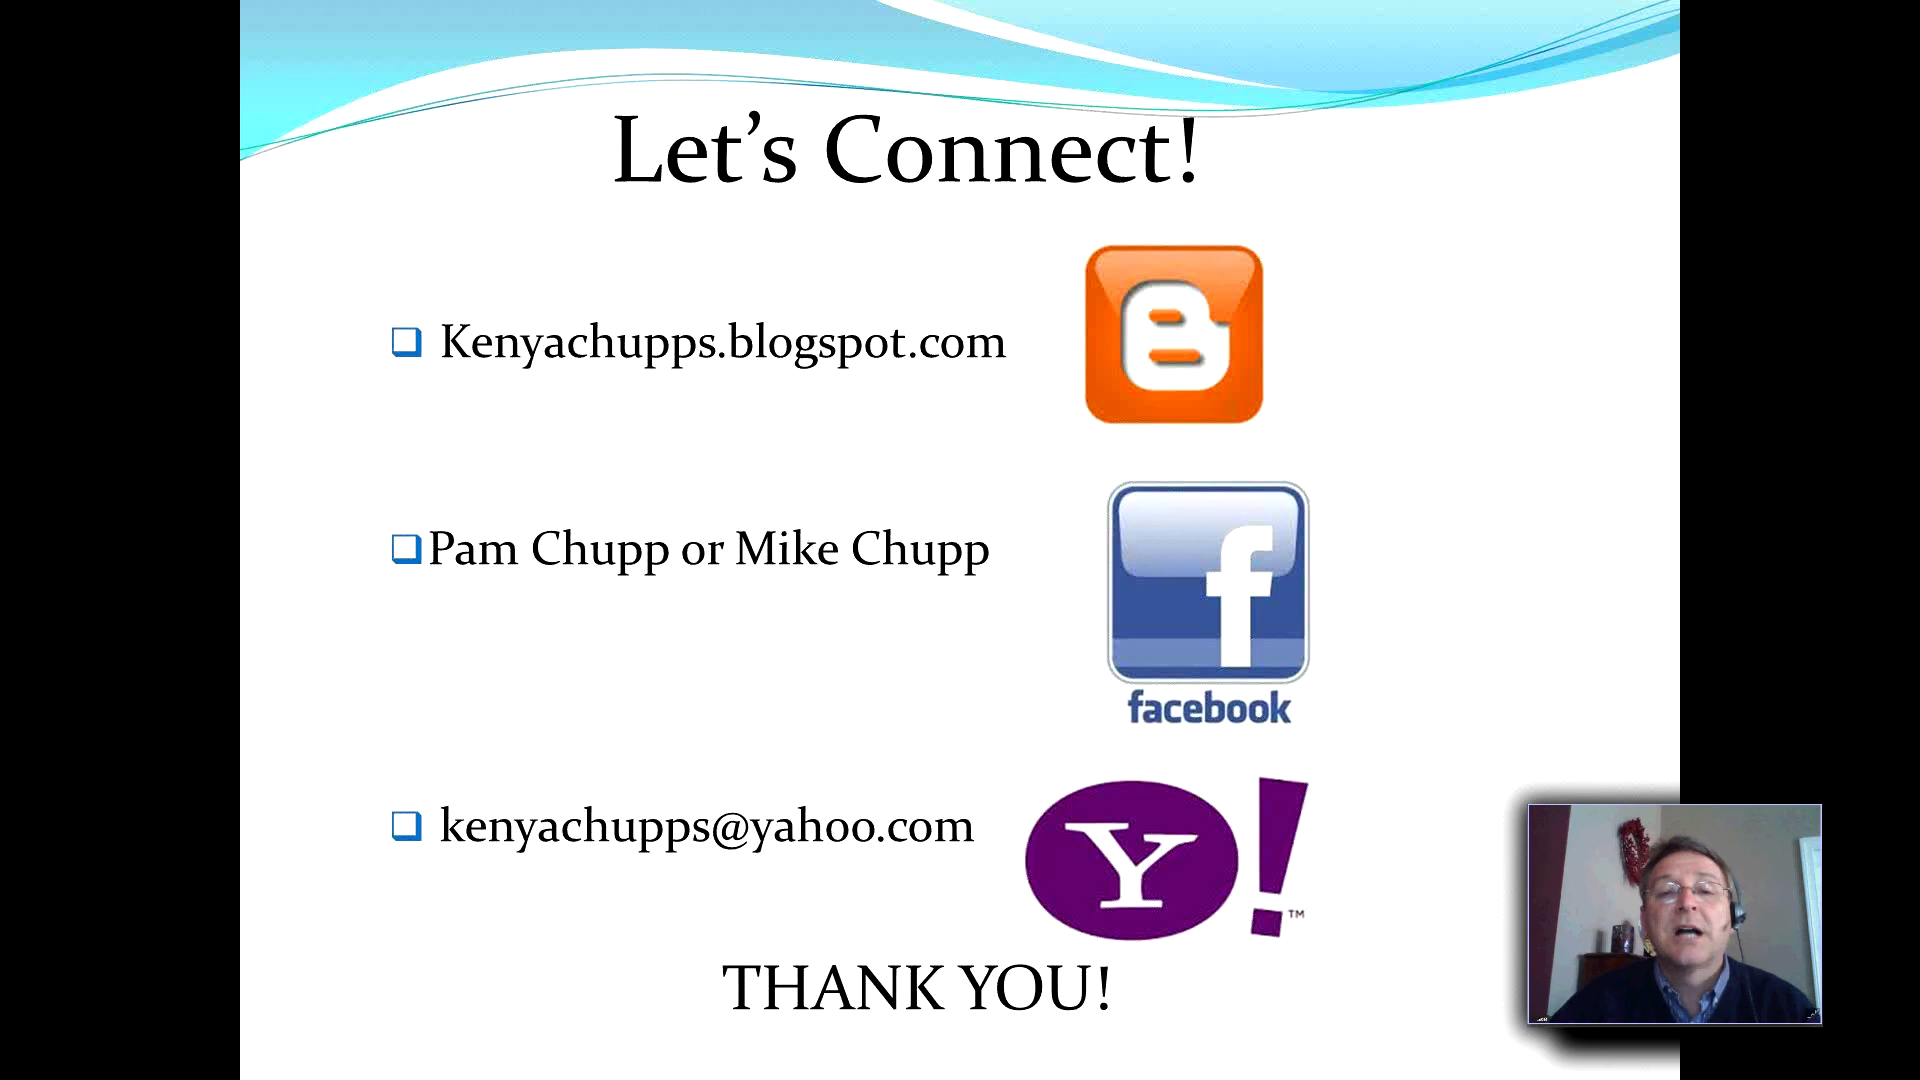 Let's Connect!
Kenyachupps.blogspot.com
Pam Chupp or Mike Chupp
facebook
kenyachupps@yahoo.com
Y! ™
THANK YOU!